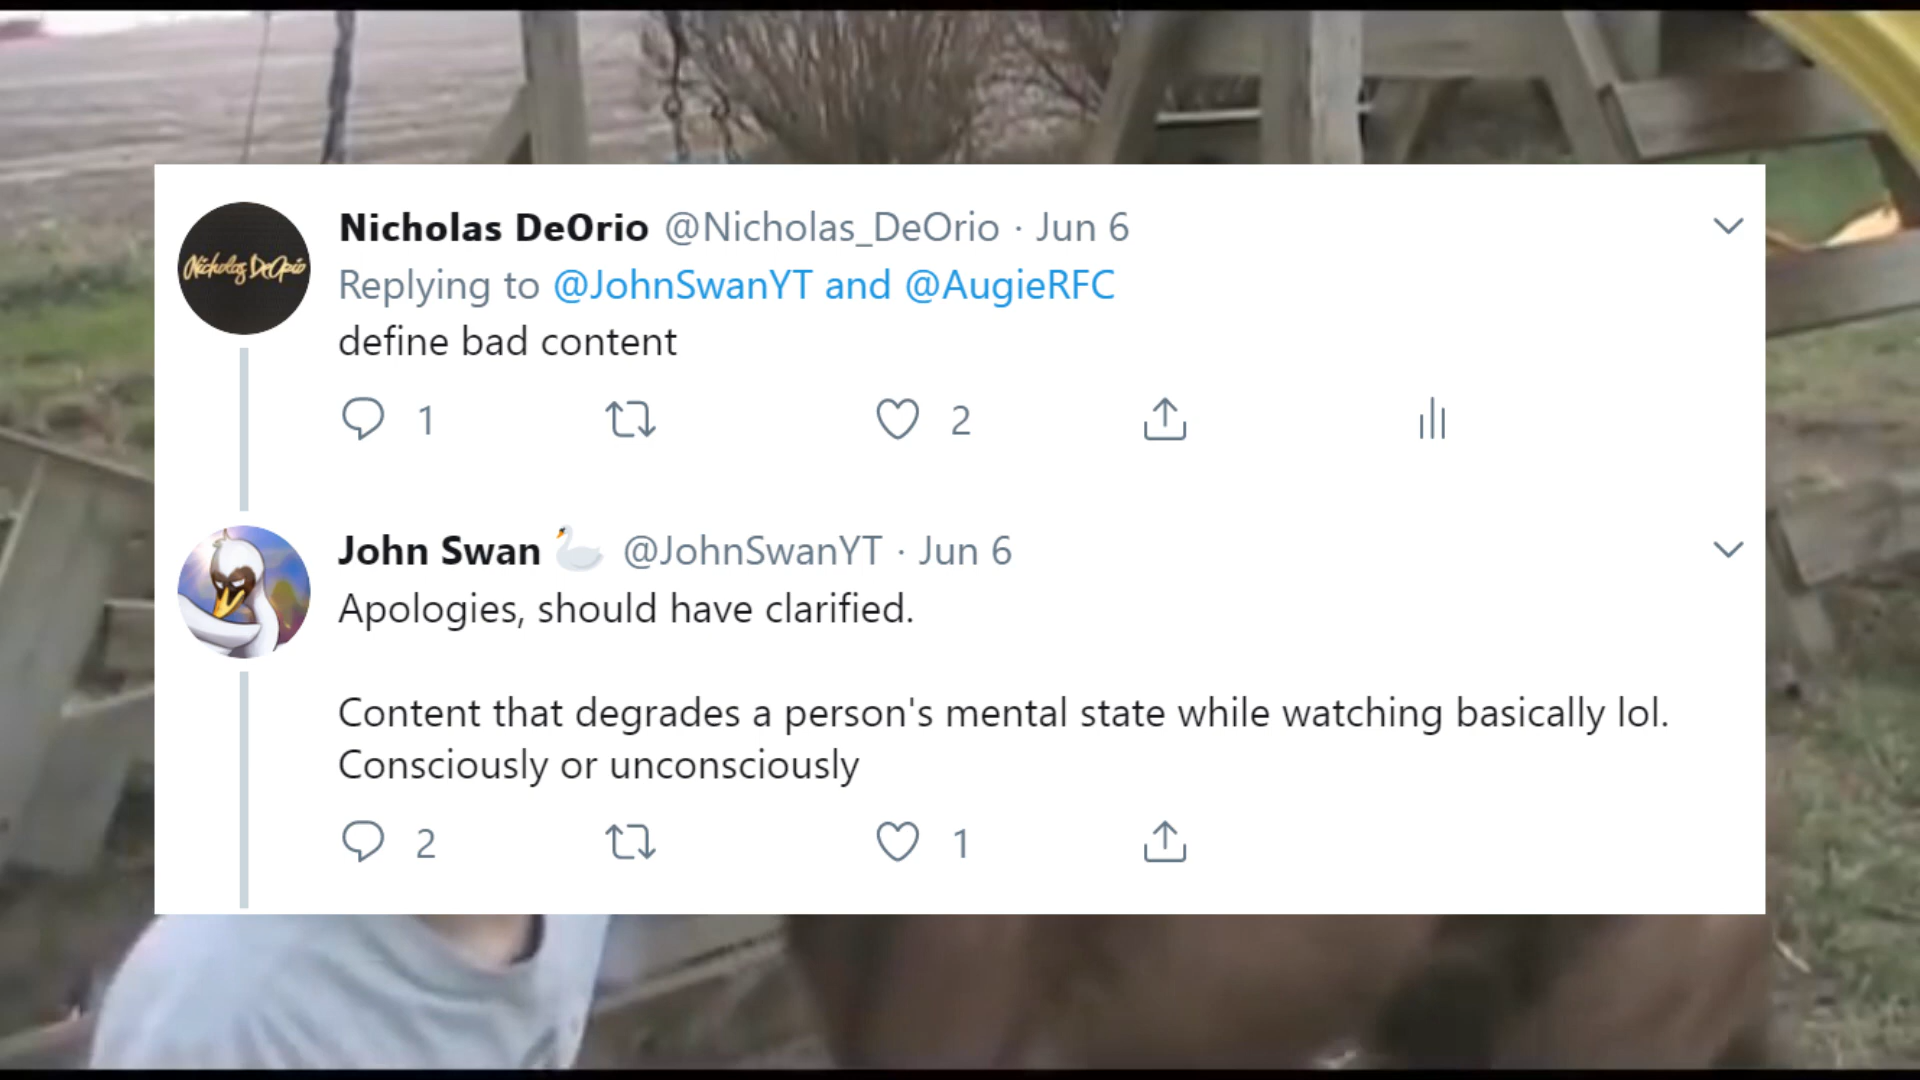 Nicholas DeOrio @Nicholas_DeOrio · Jun 6
Replying to @JohnSwanYT and @AugieRFC
Nicholas DeOrio
define bad content
1 2
John Swan 🦢 @JohnSwanYT · Jun 6
Apologies, should have clarified.
Content that degrades a person's mental state while watching basically lol.
Consciously or unconsciously
2 1